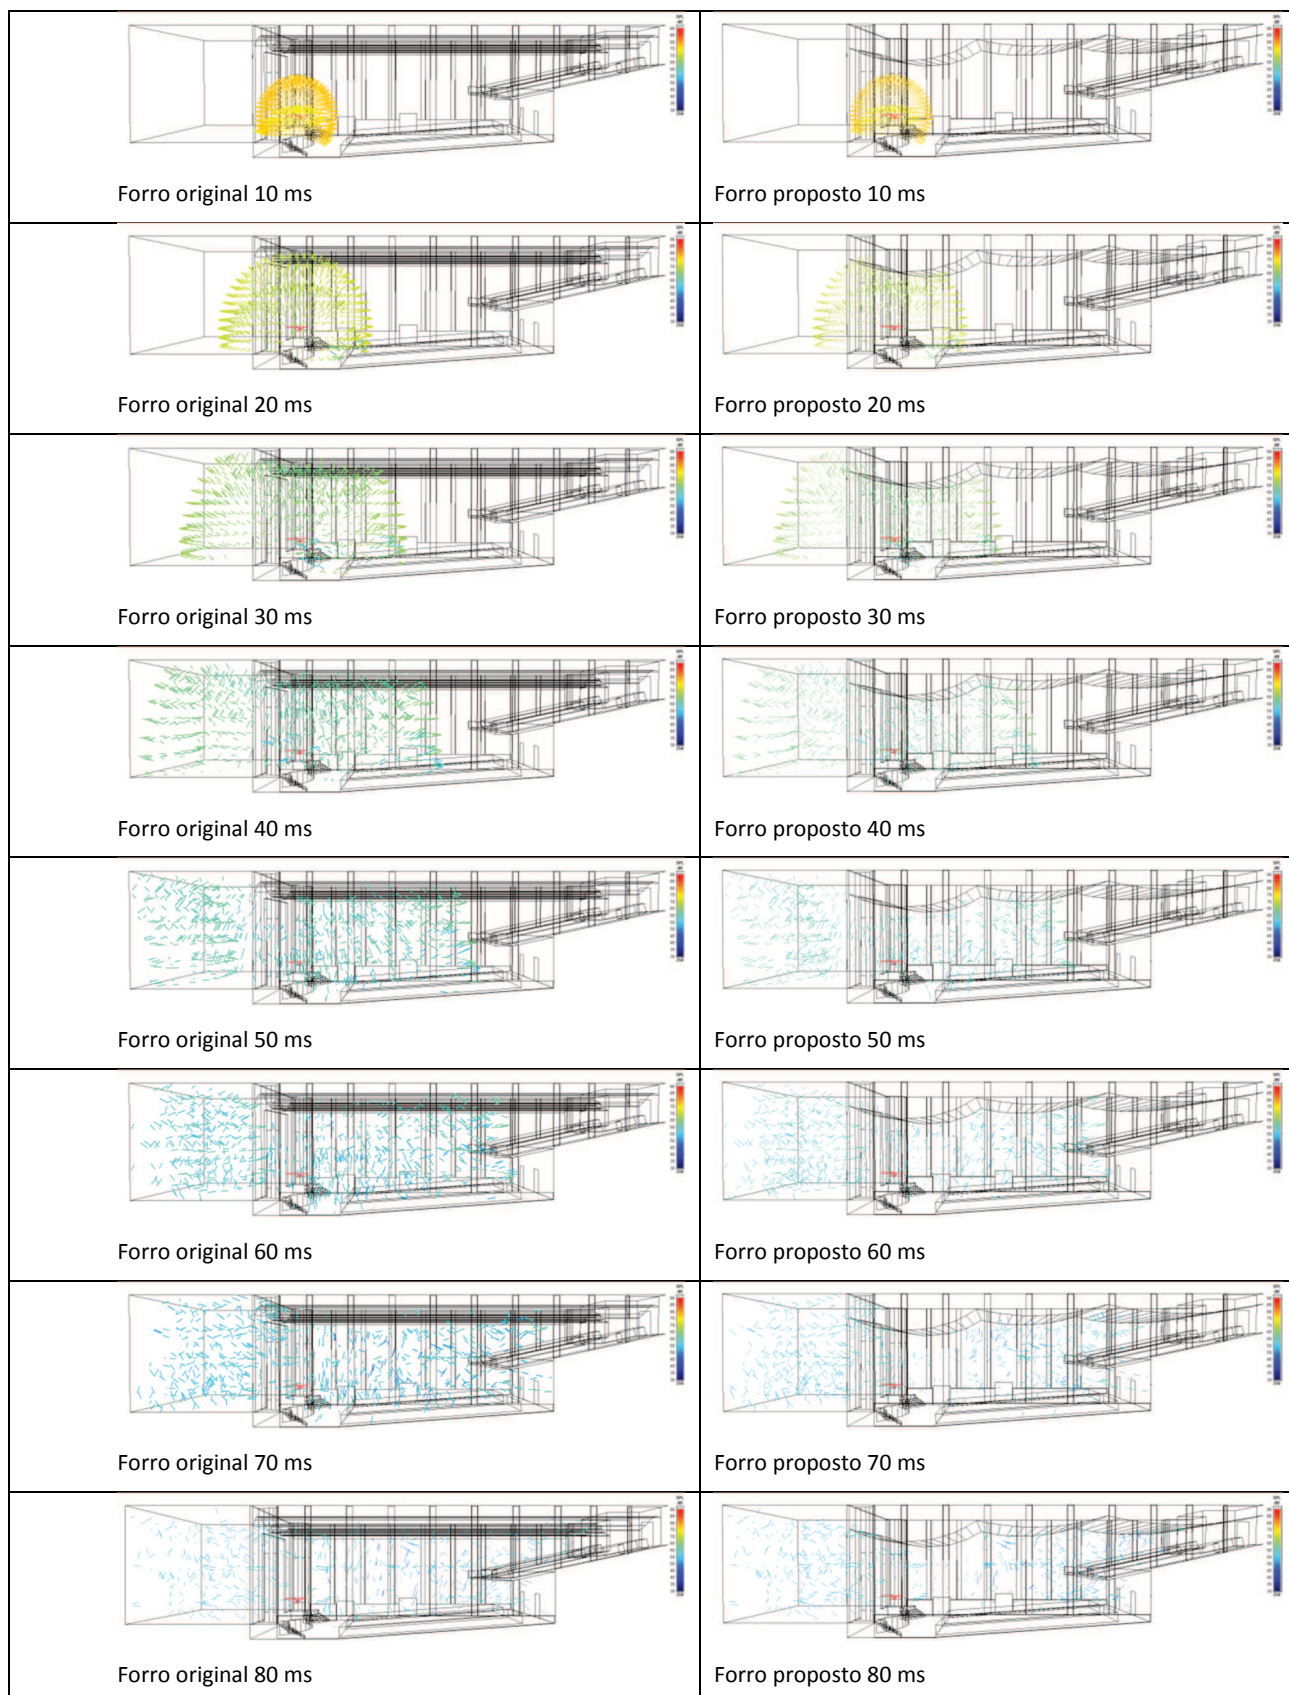 Forro original 10 ms
Forro proposto 10 ms
Forro original 20 ms
Forro proposto 20 ms
Forro original 30 ms
Forro proposto 30 ms
Forro original 40 ms
Forro proposto 40 ms
Forro original 50 ms
Forro proposto 50 ms
Forro original 60 ms
Forro proposto 60 ms
Forro original 70 ms
Forro proposto 70 ms
Forro original 80 ms
Forro proposto 80 ms